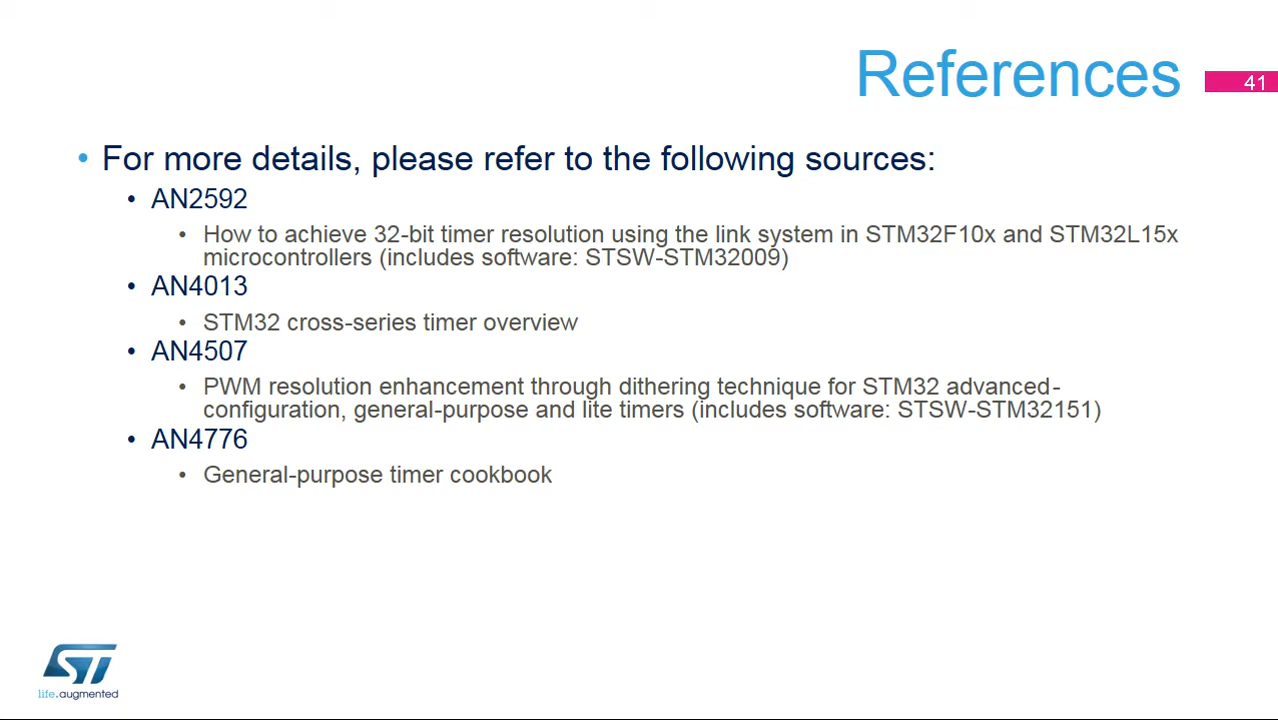 References
41
• For more details, please refer to the following sources:
• AN2592
• How to achieve 32-bit timer resolution using the link system in STM32F10x and STM32L15x
microcontrollers (includes software: STSW-STM32009)
• AN4013
• STM32 cross-series timer overview
• AN4507
• PWM resolution enhancement through dithering technique for STM32 advanced-
configuration, general-purpose and lite timers (includes software: STSW-STM32151)
• AN4776
• General-purpose timer cookbook
ST
life.augmented